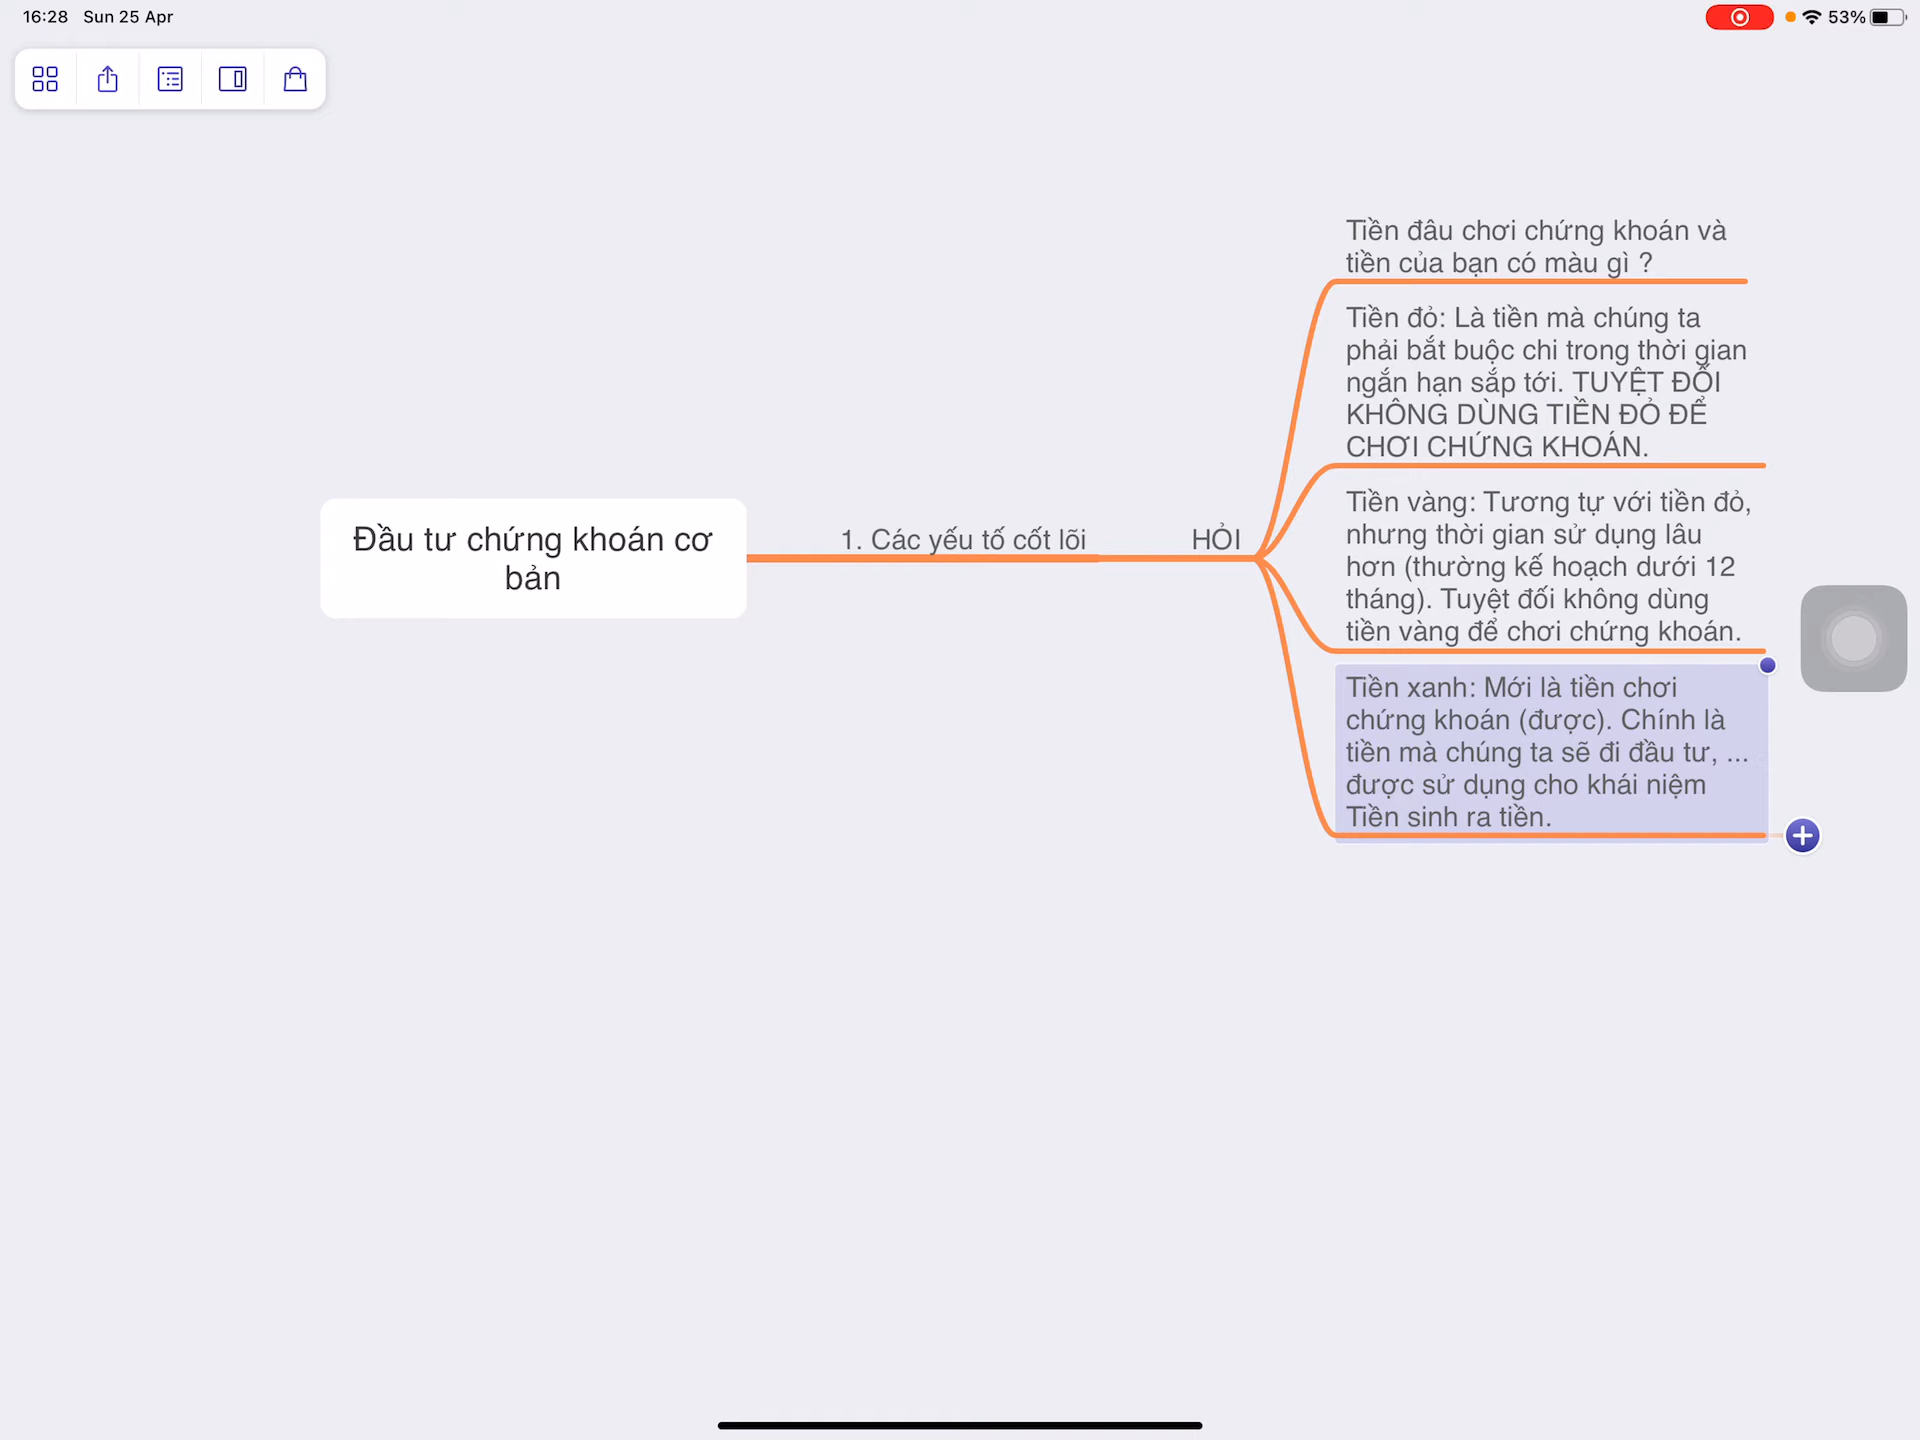 16:28 Sun 25 Apr
53%
Tiền đâu chơi chứng khoán và
tiền của bạn có màu gì ?
Tiền đỏ: Là tiền mà chúng ta
phải bắt buộc chi trong thời gian
ngắn hạn sắp tới. TUYỆT ĐỐI
KHÔNG DÙNG TIỀN ĐỎ ĐỂ
CHƠI CHỨNG KHOÁN.
Đầu tư chứng khoán cơ
bản
1. Các yếu tố cốt lõi
HỎI
Tiền vàng: Tương tự với tiền đỏ,
nhưng thời gian sử dụng lâu
hơn (thường kế hoạch dưới 12
tháng). Tuyệt đối không dùng
tiền vàng để chơi chứng khoán.
Tiền xanh: Mới là tiền chơi
chứng khoán (được). Chính là
tiền mà chúng ta sẽ đi đầu tư, ...
được sử dụng cho khái niệm
Tiền sinh ra tiền.